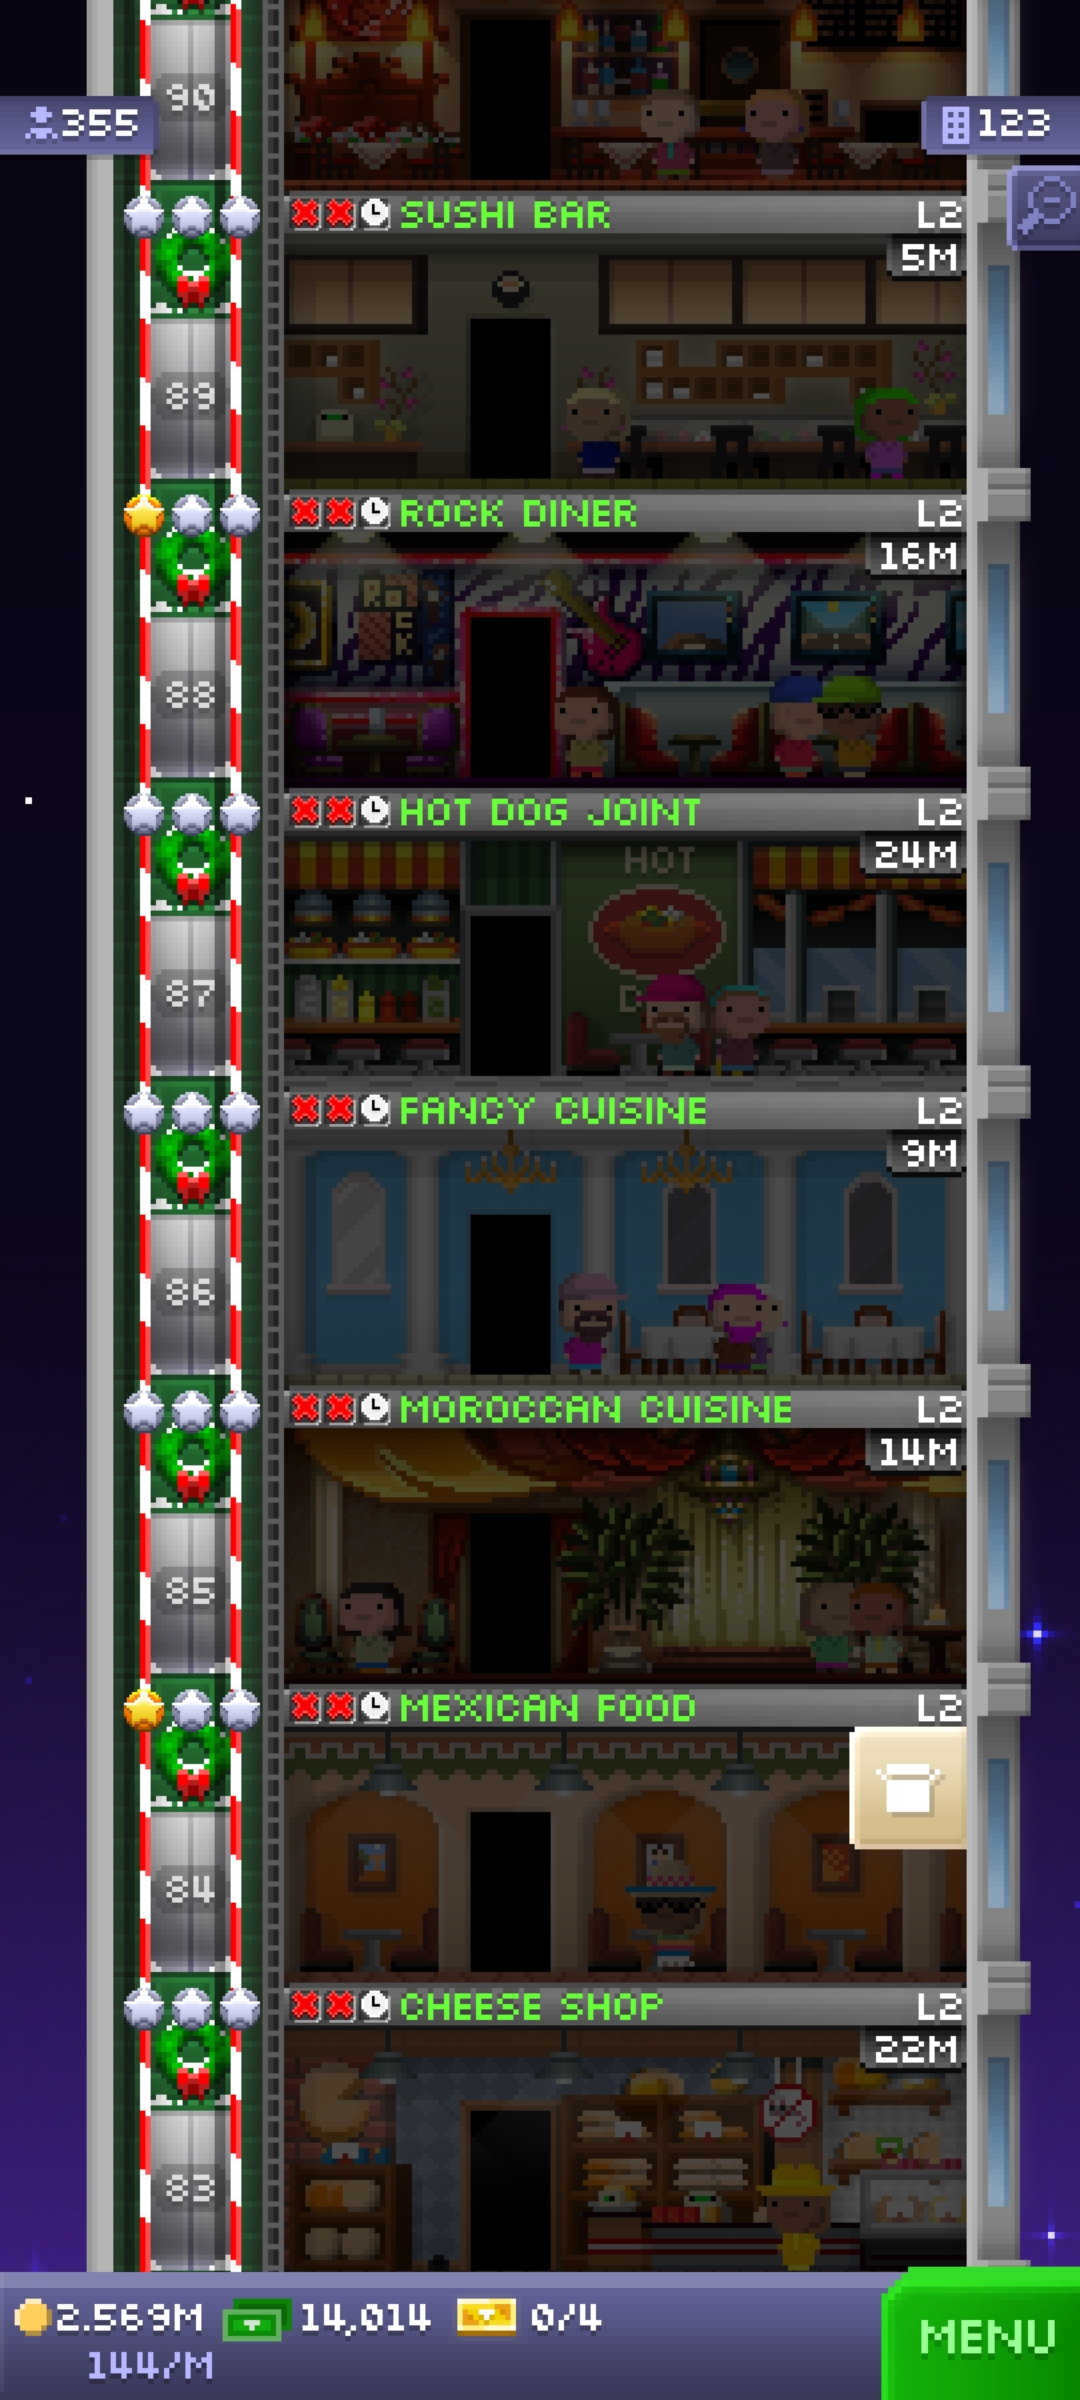 90
355
123
SUSHI BAR L2
5M
89
ROCK DINER L2
16M
ROCK
88
HOT DOG JOINT L2
24M
HOT
D
87
FANCY CUISINE L2
9M
86
MOROCCAN CUISINE L2
14M
85
MEXICAN FOOD L2
84
CHEESE SHOP L2
22M
83
2.569M 14,014 0/4
144/M
MENU